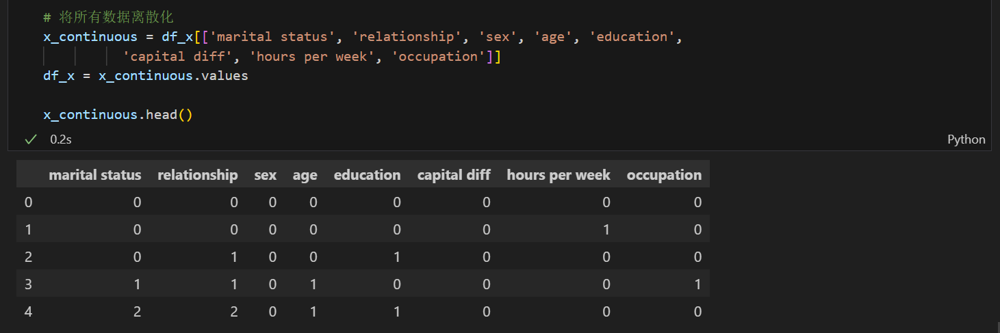 # 将所有数据离散化
x_continuous = df_x[['marital status', 'relationship', 'sex', 'age', 'education',
'capital diff', 'hours per week', 'occupation']]
df_x = x_continuous.values
x_continuous.head()
0.2s
Python
marital status relationship sex age education capital diff hours per week occupation
0 0 0 0 0 0 0 0 0
1 0 0 0 0 0 0 1 0
2 0 1 0 0 1 0 0 0
3 1 1 0 1 0 0 0 1
4 2 2 0 1 1 0 0 0